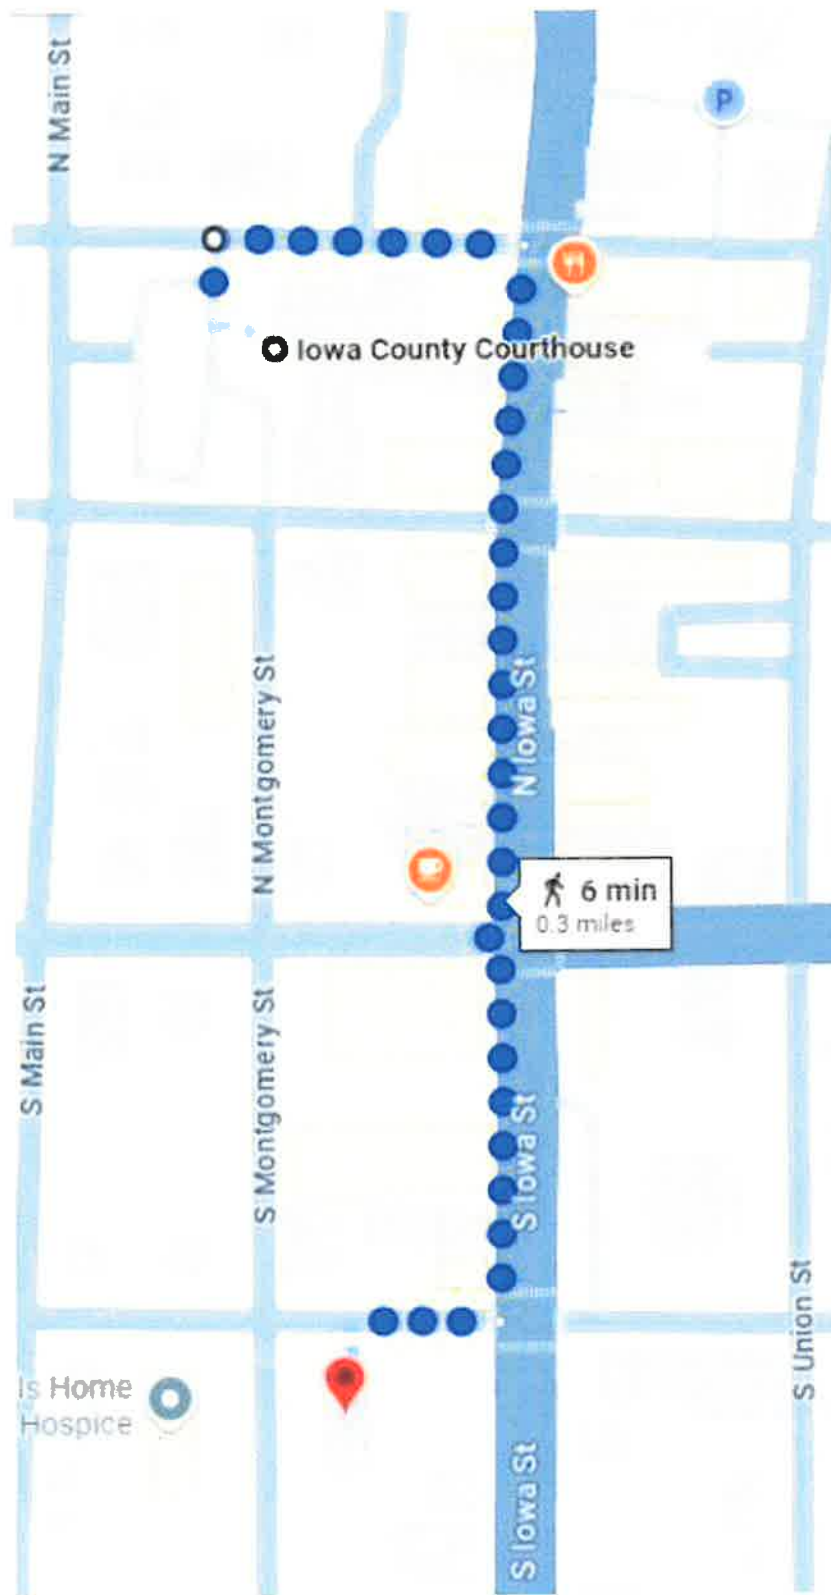 N Main St
P
Iowa County Courthouse
N Montgomery St
N Iowa St
6 min
0.3 miles
S Main St
S Montgomery St
S Iowa St
S Union St
ls Home
Hospice
S Iowa St